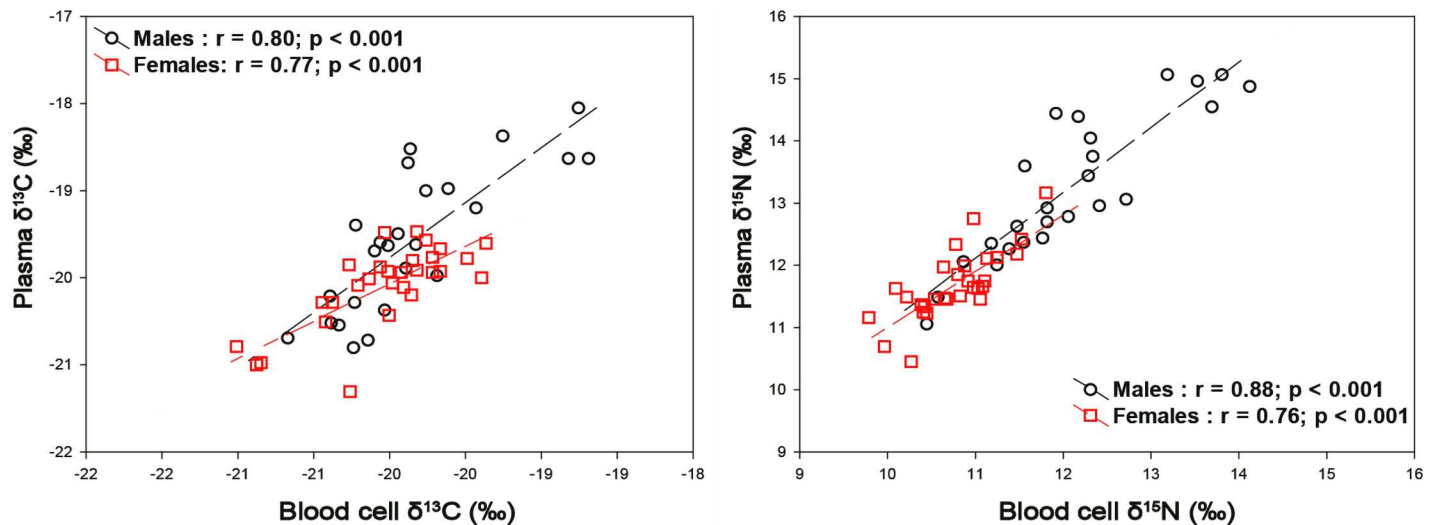 Males : r = 0.80; p < 0.001
Females: r = 0.77; p < 0.001
Plasma δ¹³C (‰)
-17
-18
-19
-20
-21
-22
-22 -22 -21 -21 -20 -20 -19 -19 -18
Blood cell δ¹³C (‰)
Plasma δ¹⁵N (‰)
16
15
14
13
12
11
10
9
Males : r = 0.88; p < 0.001
Females : r = 0.76; p < 0.001
9 10 11 12 13 14 15 16
Blood cell δ¹⁵N (‰)